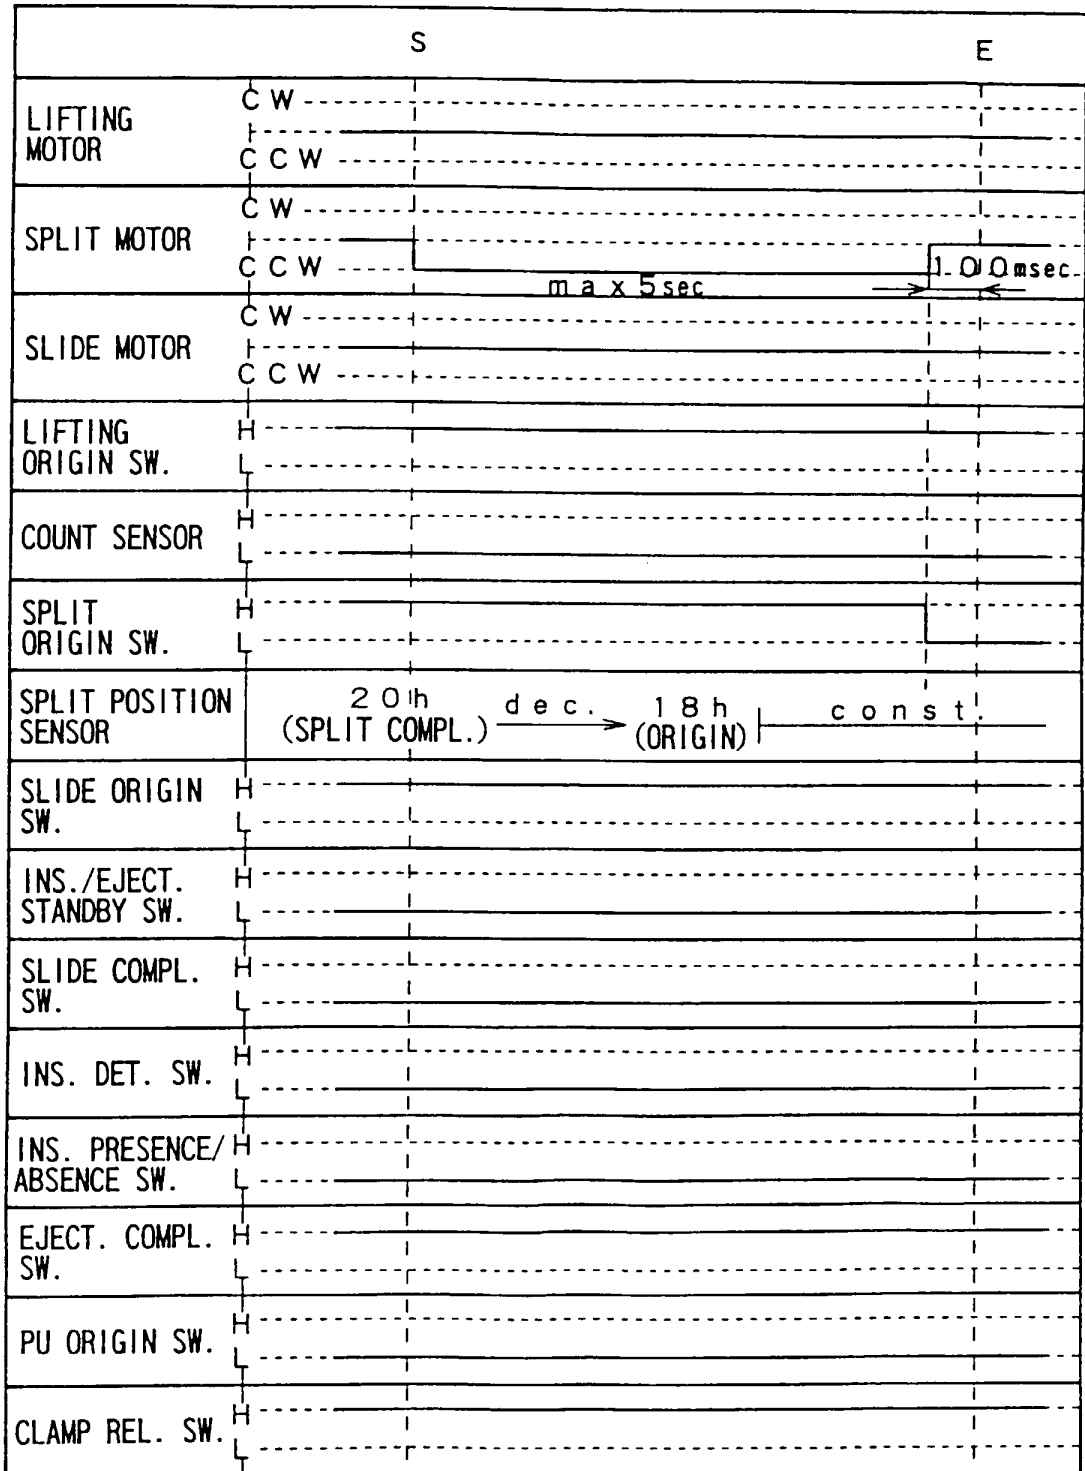 S E
LIFTING
MOTOR
CW
CCW
SPLIT MOTOR
CW
CCW
max 5sec
100msec
SLIDE MOTOR
CW
CCW
LIFTING
ORIGIN SW.
H
L
COUNT SENSOR
H
L
SPLIT
ORIGIN SW.
H
L
SPLIT POSITION
SENSOR
20h
(SPLIT COMPL.)
dec.
18h
(ORIGIN)
const.
SLIDE ORIGIN
SW.
H
L
INS./EJECT.
STANDBY SW.
H
L
SLIDE COMPL.
SW.
H
L
INS. DET. SW.
H
L
INS. PRESENCE/
ABSENCE SW.
H
L
EJECT. COMPL.
SW.
H
L
PU ORIGIN SW.
H
L
CLAMP REL. SW.
H
L